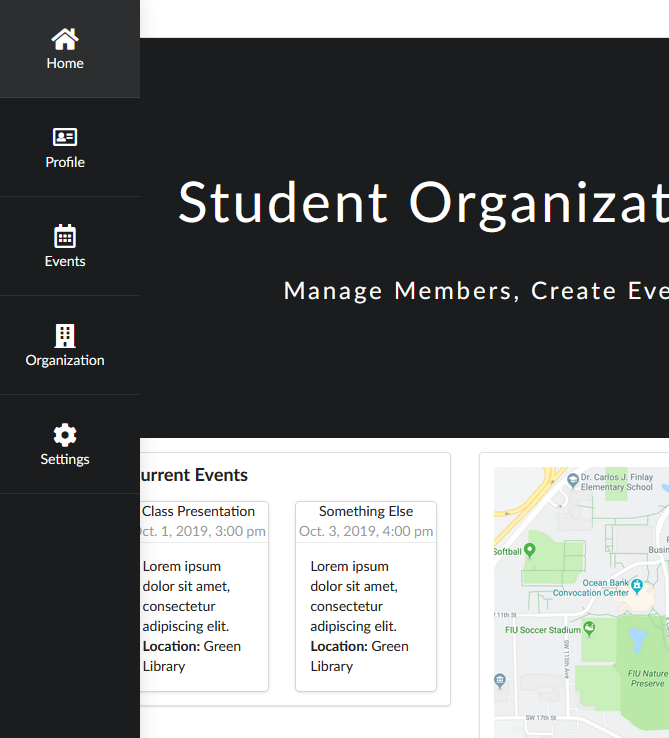 Home
Profile
Events
Organization
Settings
Student Organizat
Manage Members, Create Eve
urrent Events
Class Presentation
ct. 1, 2019, 3:00 pm
Lorem ipsum
dolor sit amet,
consectetur
adipiscing elit.
Location: Green
Library
Something Else
Oct. 3, 2019, 4:00 pm
Lorem ipsum
dolor sit amet,
consectetur
adipiscing elit.
Location: Green
Library
Dr. Carlos J. Finlay
Elementary School
Softball
Busin
Ocean Bank
Convocation Center
11th St
FIU Soccer Stadium
SW 115th Ave
FIU Nature
Preserve
SW 17th St